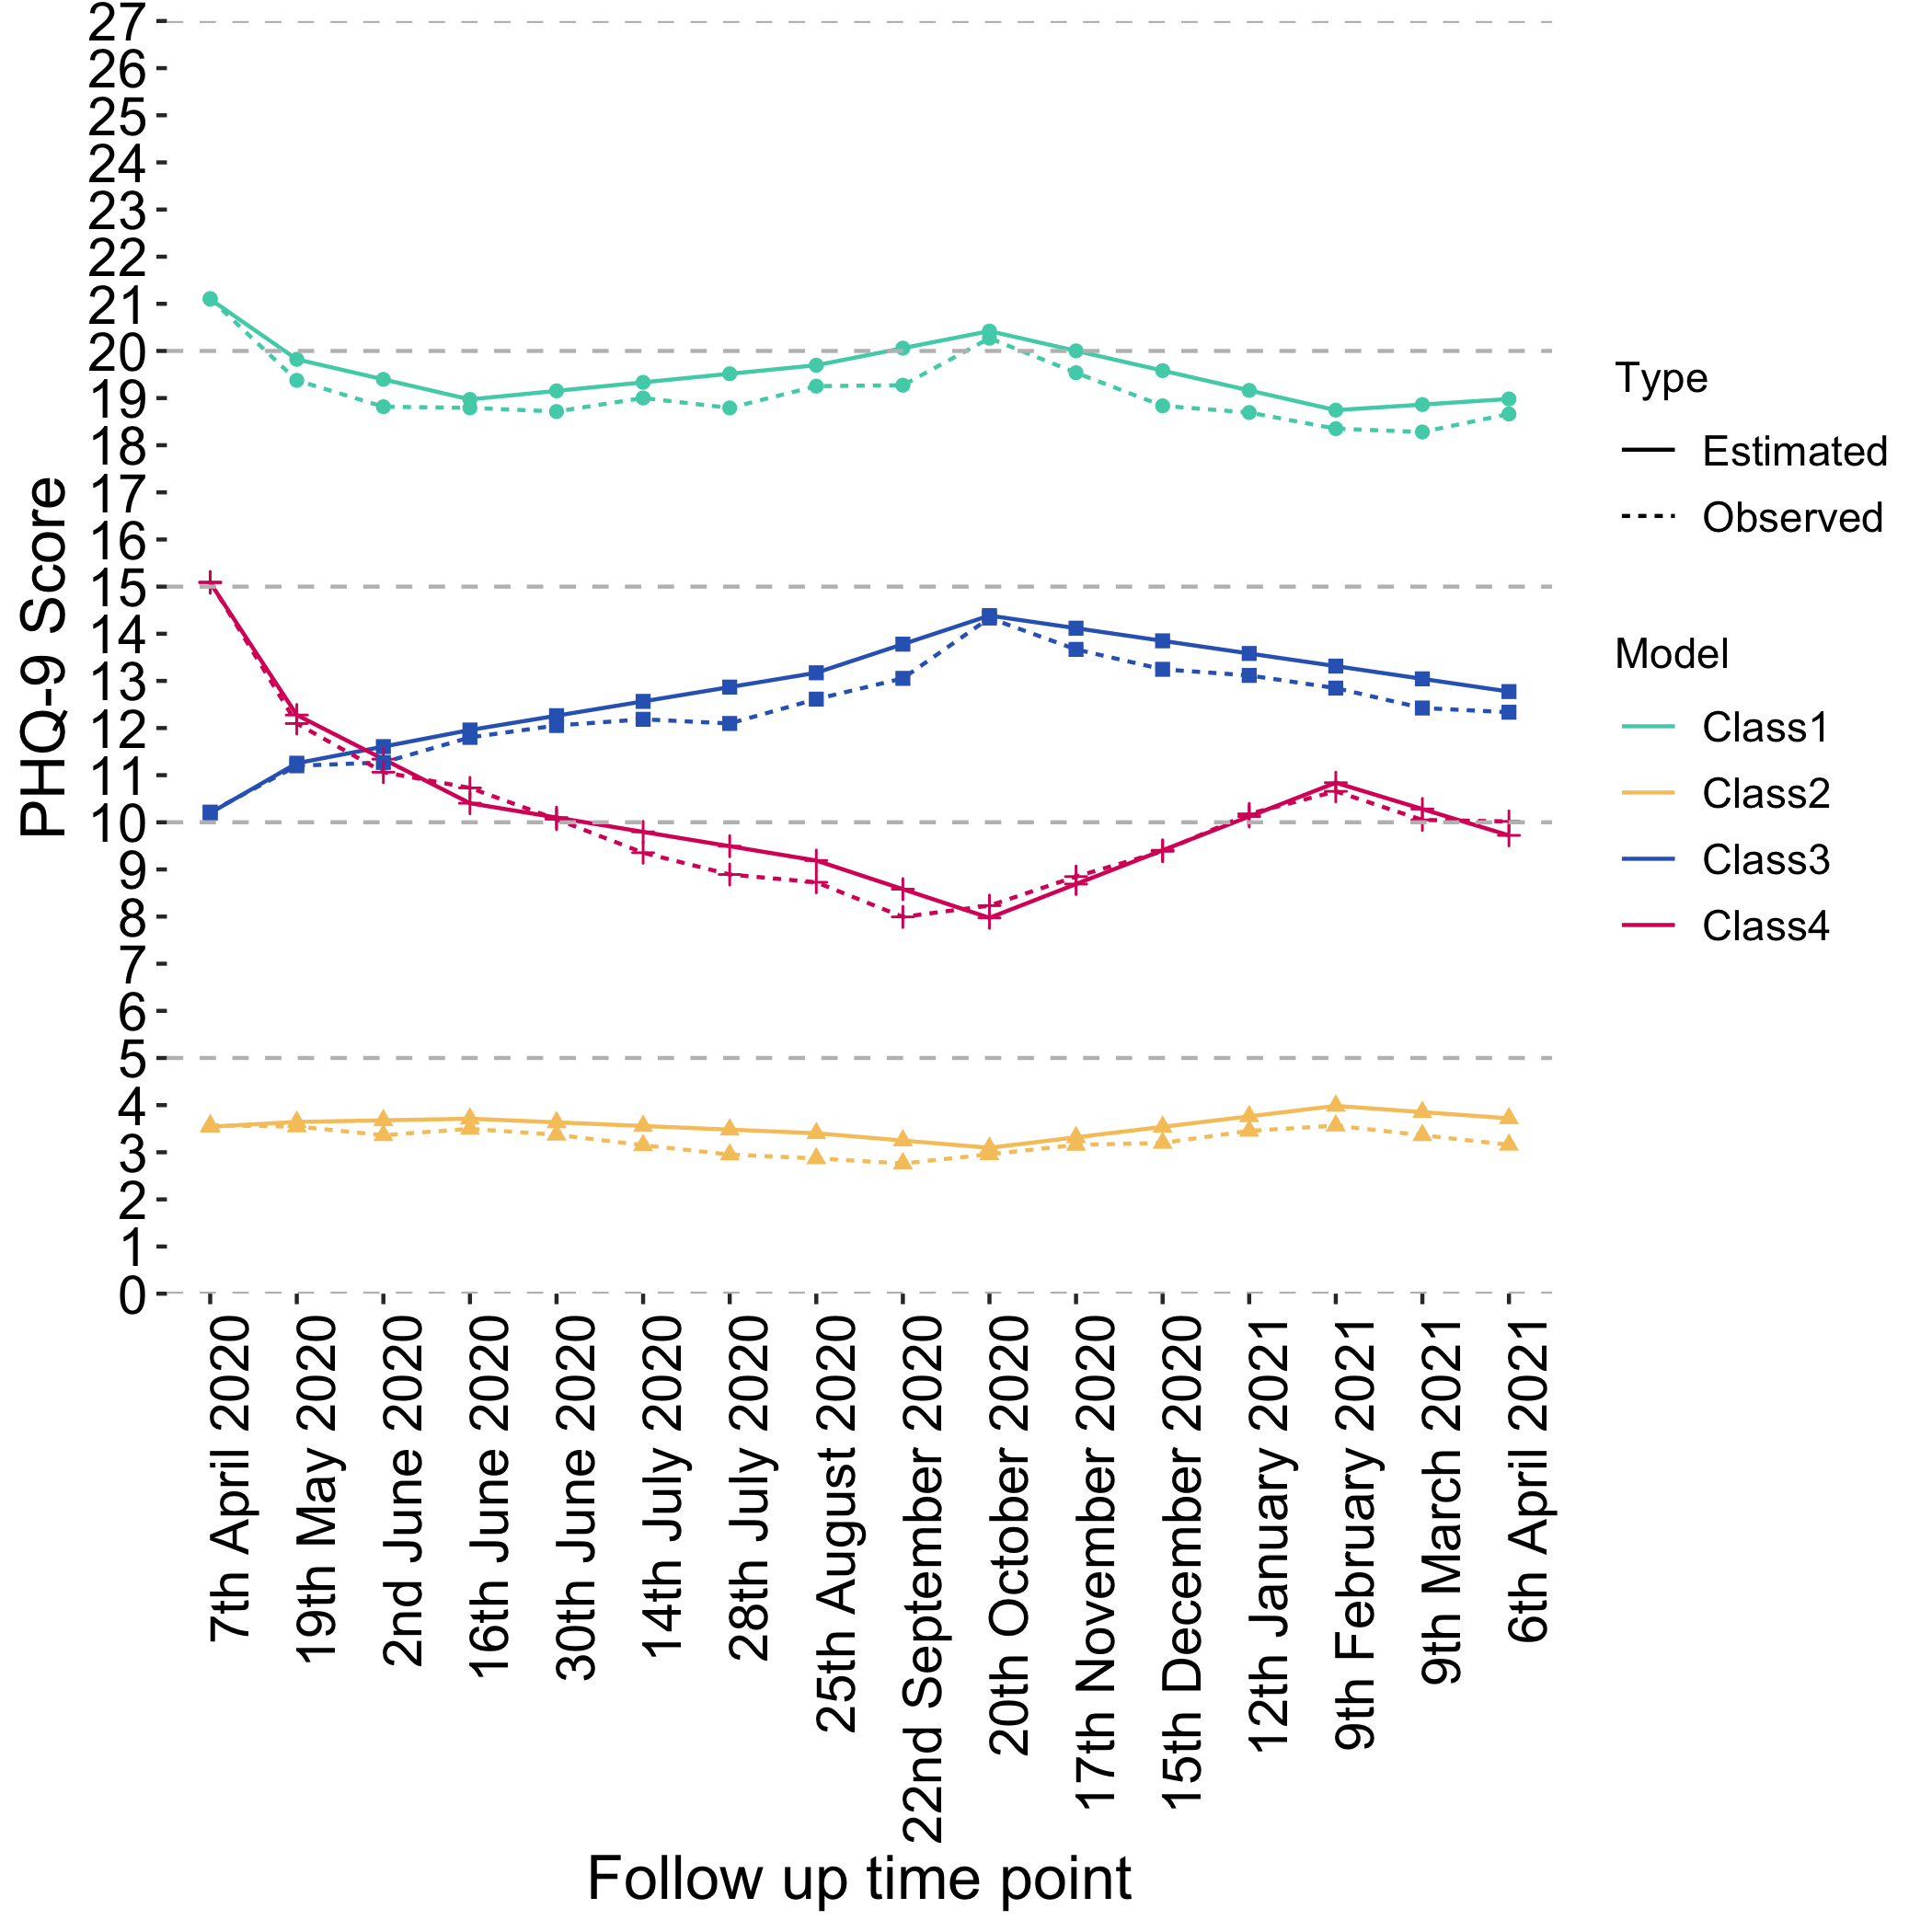 PHQ-9 Score
27
26
25
24
23
22
21
20
19
18
17
16
15
14
13
12
11
10
9
8
7
6
5
4
3
2
1
0
7th April 2020
19th May 2020
2nd June 2020
16th June 2020
30th June 2020
14th July 2020
28th July 2020
25th August 2020
22nd September 2020
20th October 2020
17th November 2020
15th December 2020
12th January 2021
9th February 2021
9th March 2021
6th April 2021
Follow up time point
Type
Estimated
Observed
Model
Class1
Class2
Class3
Class4